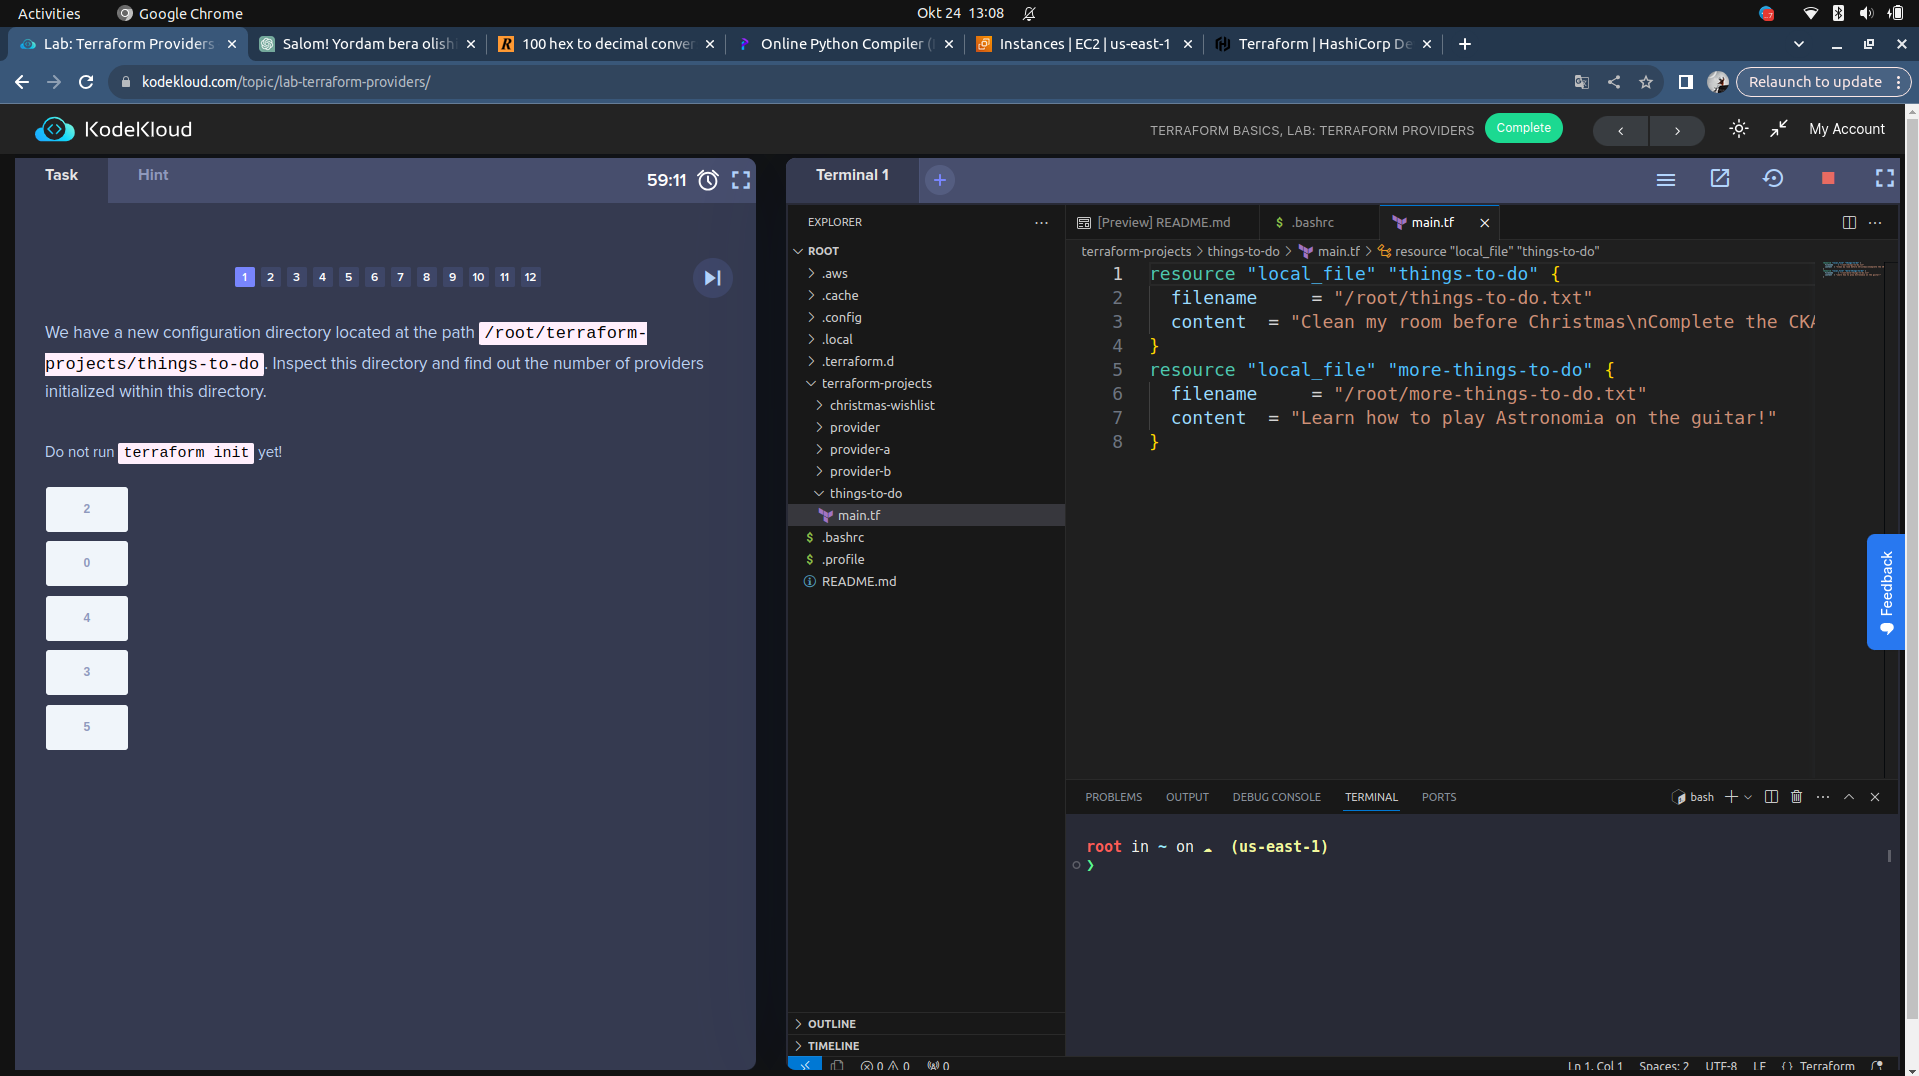 Activities
Google Chrome
Okt 24 13:08
Lab: Terraform Providers
Salom! Yordam bera olishi
100 hex to decimal conver
Online Python Compiler (
Instances | EC2 | us-east-1
Terraform | HashiCorp De
kodekloud.com/topic/lab-terraform-providers/
Relaunch to update
KodeKloud
TERRAFORM BASICS, LAB: TERRAFORM PROVIDERS
Complete
My Account
Task
Hint
59:11
1 2 3 4 5 6 7 8 9 10 11 12
We have a new configuration directory located at the path /root/terraform-
projects/things-to-do. Inspect this directory and find out the number of providers
initialized within this directory.
Do not run terraform init yet!
2
0
4
3
5
Terminal 1
EXPLORER
ROOT
.aws
.cache
.config
.local
.terraform.d
terraform-projects
christmas-wishlist
provider
provider-a
provider-b
things-to-do
main.tf
$ .bashrc
$ .profile
README.md
OUTLINE
TIMELINE
[Preview] README.md
$ .bashrc
main.tf
terraform-projects > things-to-do > main.tf > resource "local_file" "things-to-do"
1 resource "local_file" "things-to-do" {
2 filename = "/root/things-to-do.txt"
3 content = "Clean my room before Christmas\nComplete the CKA
4 }
5 resource "local_file" "more-things-to-do" {
6 filename = "/root/more-things-to-do.txt"
7 content = "Learn how to play Astronomia on the guitar!"
8 }
Feedback
PROBLEMS
OUTPUT
DEBUG CONSOLE
TERMINAL
PORTS
bash
root in ~ on (us-east-1)
❯
0 0
0
Ln 1, Col 1
Spaces: 2
UTF-8
LF
{ } Terraform